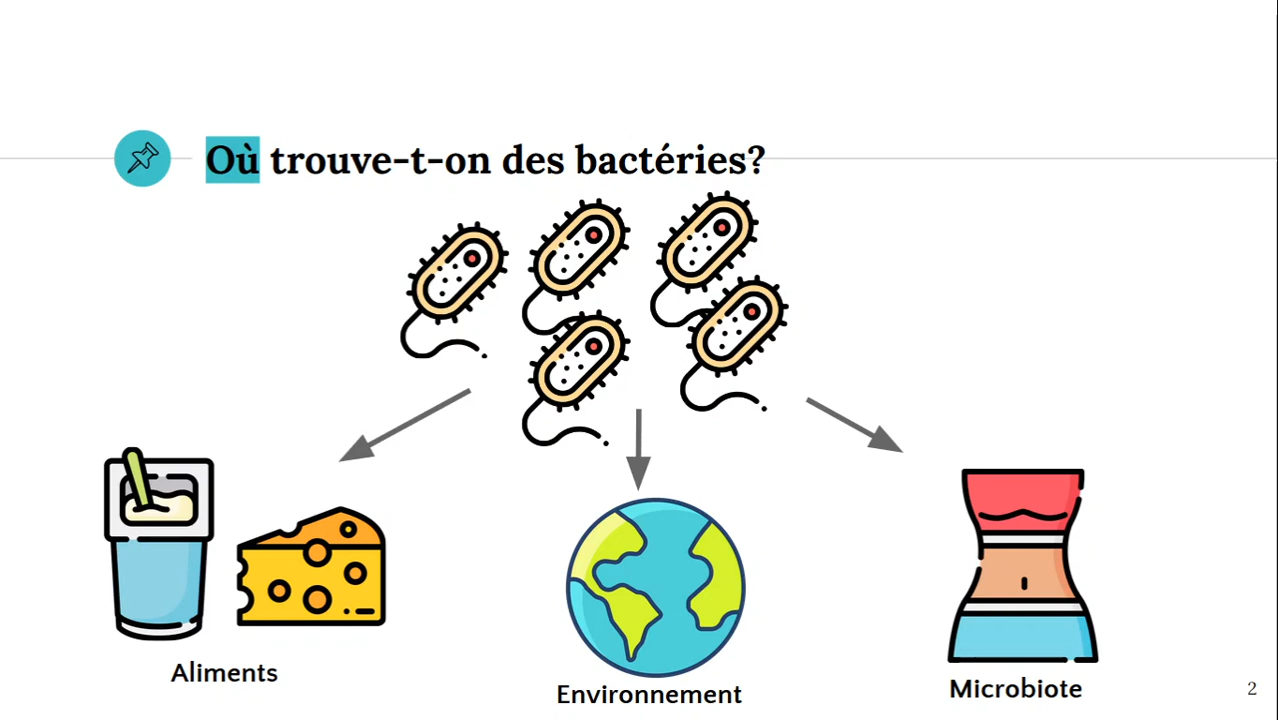 Où trouve-t-on des bactéries?
Aliments
Environnement
Microbiote
2